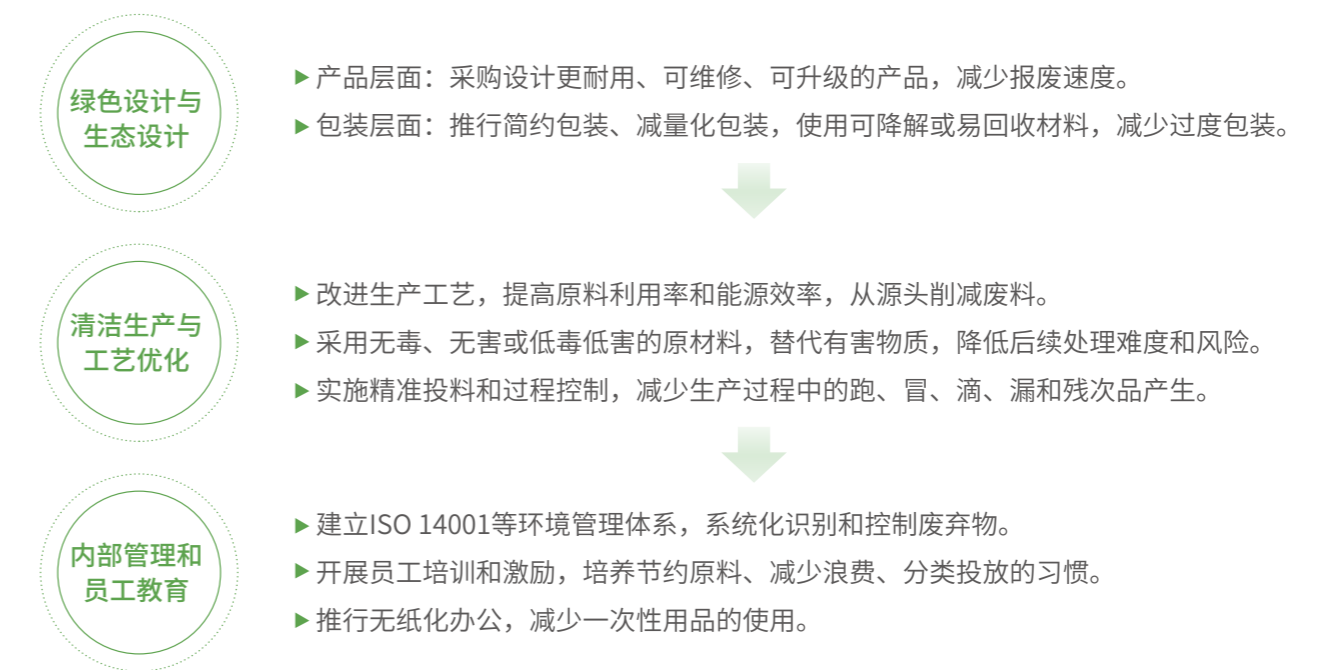 绿色设计与
生态设计
产品层面：采购设计更耐用、可维修、可升级的产品，减少报废速度。
包装层面：推行简约包装、减量化包装，使用可降解或易回收材料，减少过度包装。
清洁生产与
工艺优化
改进生产工艺，提高原料利用率和能源效率，从源头削减废料。
采用无毒、无害或低毒低害的原材料，替代有害物质，降低后续处理难度和风险。
实施精准投料和过程控制，减少生产过程中的跑、冒、滴、漏和残次品产生。
内部管理和
员工教育
建立ISO 14001等环境管理体系，系统化识别和控制废弃物。
开展员工培训和激励，培养节约原料、减少浪费、分类投放的习惯。
推行无纸化办公，减少一次性用品的使用。